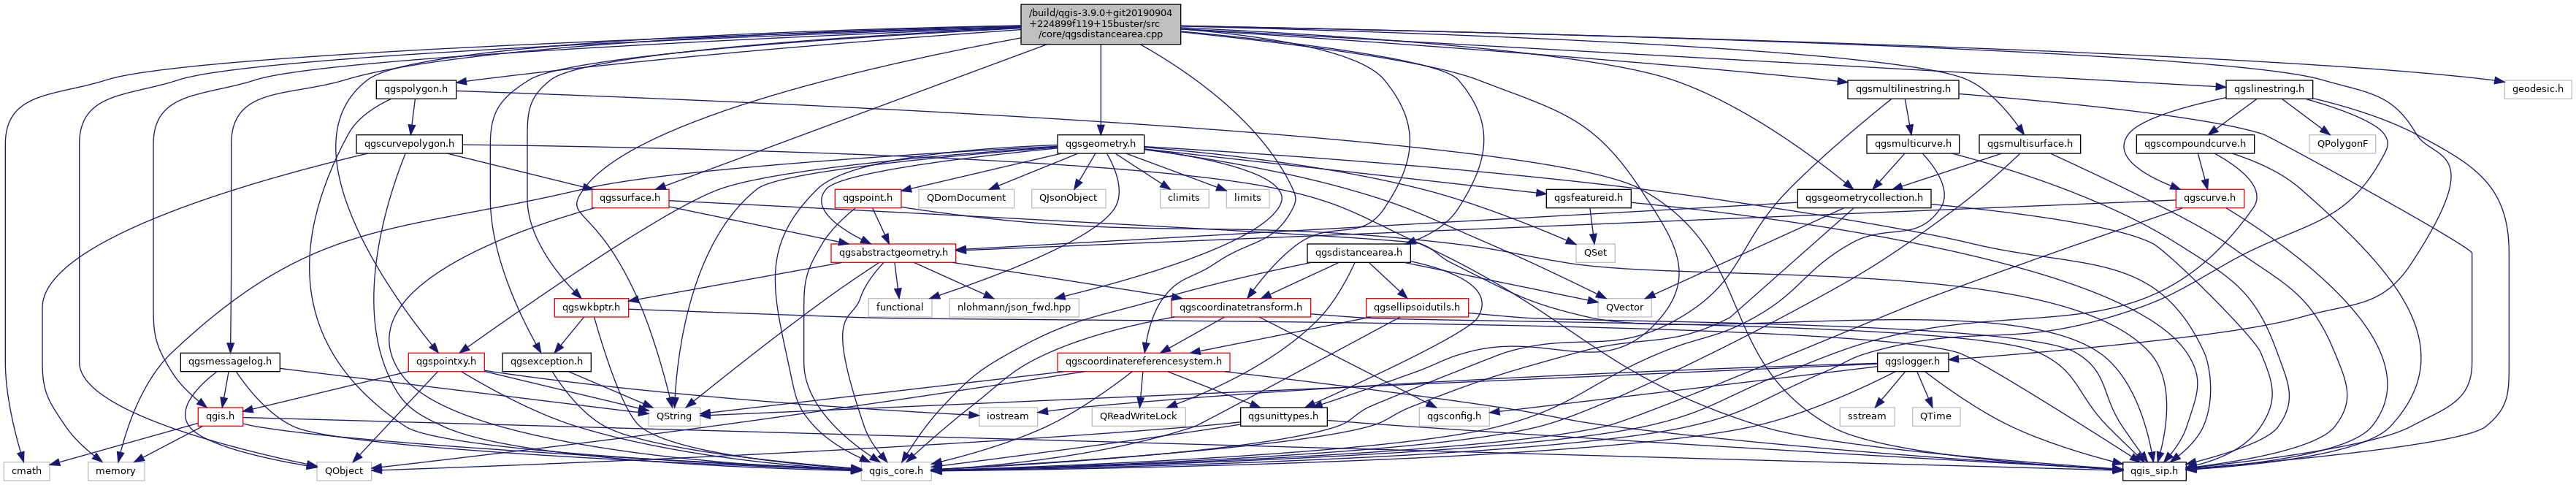 /build/qgis-3.9.0+git20190904
+224899f119+15buster/src
/core/qgsdistancearea.cpp
qgspolygon.h
qgsmultilinestring.h
qgslinestring.h
geodesic.h
qgscurvepolygon.h
qgsgeometry.h
qgsmulticurve.h
qgsmultisurface.h
qgscompoundcurve.h
QPolygonF
qgssurface.h
qgspoint.h
QDomDocument
QJsonObject
climits
limits
qgsfeatureid.h
qgsgeometrycollection.h
qgscurve.h
qgsabstractgeometry.h
qgsdistancearea.h
QSet
qgswkbptr.h
functional
nlohmann/json_fwd.hpp
qgscoordinatetransform.h
qgsellipsoidutils.h
QVector
qgsmessagelog.h
qgspointxy.h
qgsexception.h
qgscoordinatereferencesystem.h
qgslogger.h
qgis.h
QString
iostream
QReadWriteLock
qgsunittypes.h
qgsconfig.h
sstream
QTime
cmath
memory
QObject
qgis_core.h
qgis_sip.h